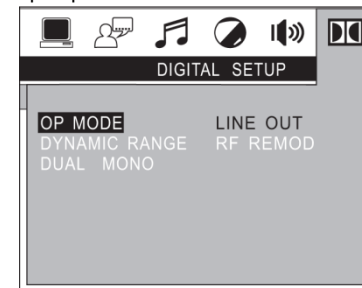 DIGITAL SETUP
OP MODE LINE OUT
DYNAMIC RANGE RF REMOD
DUAL MONO